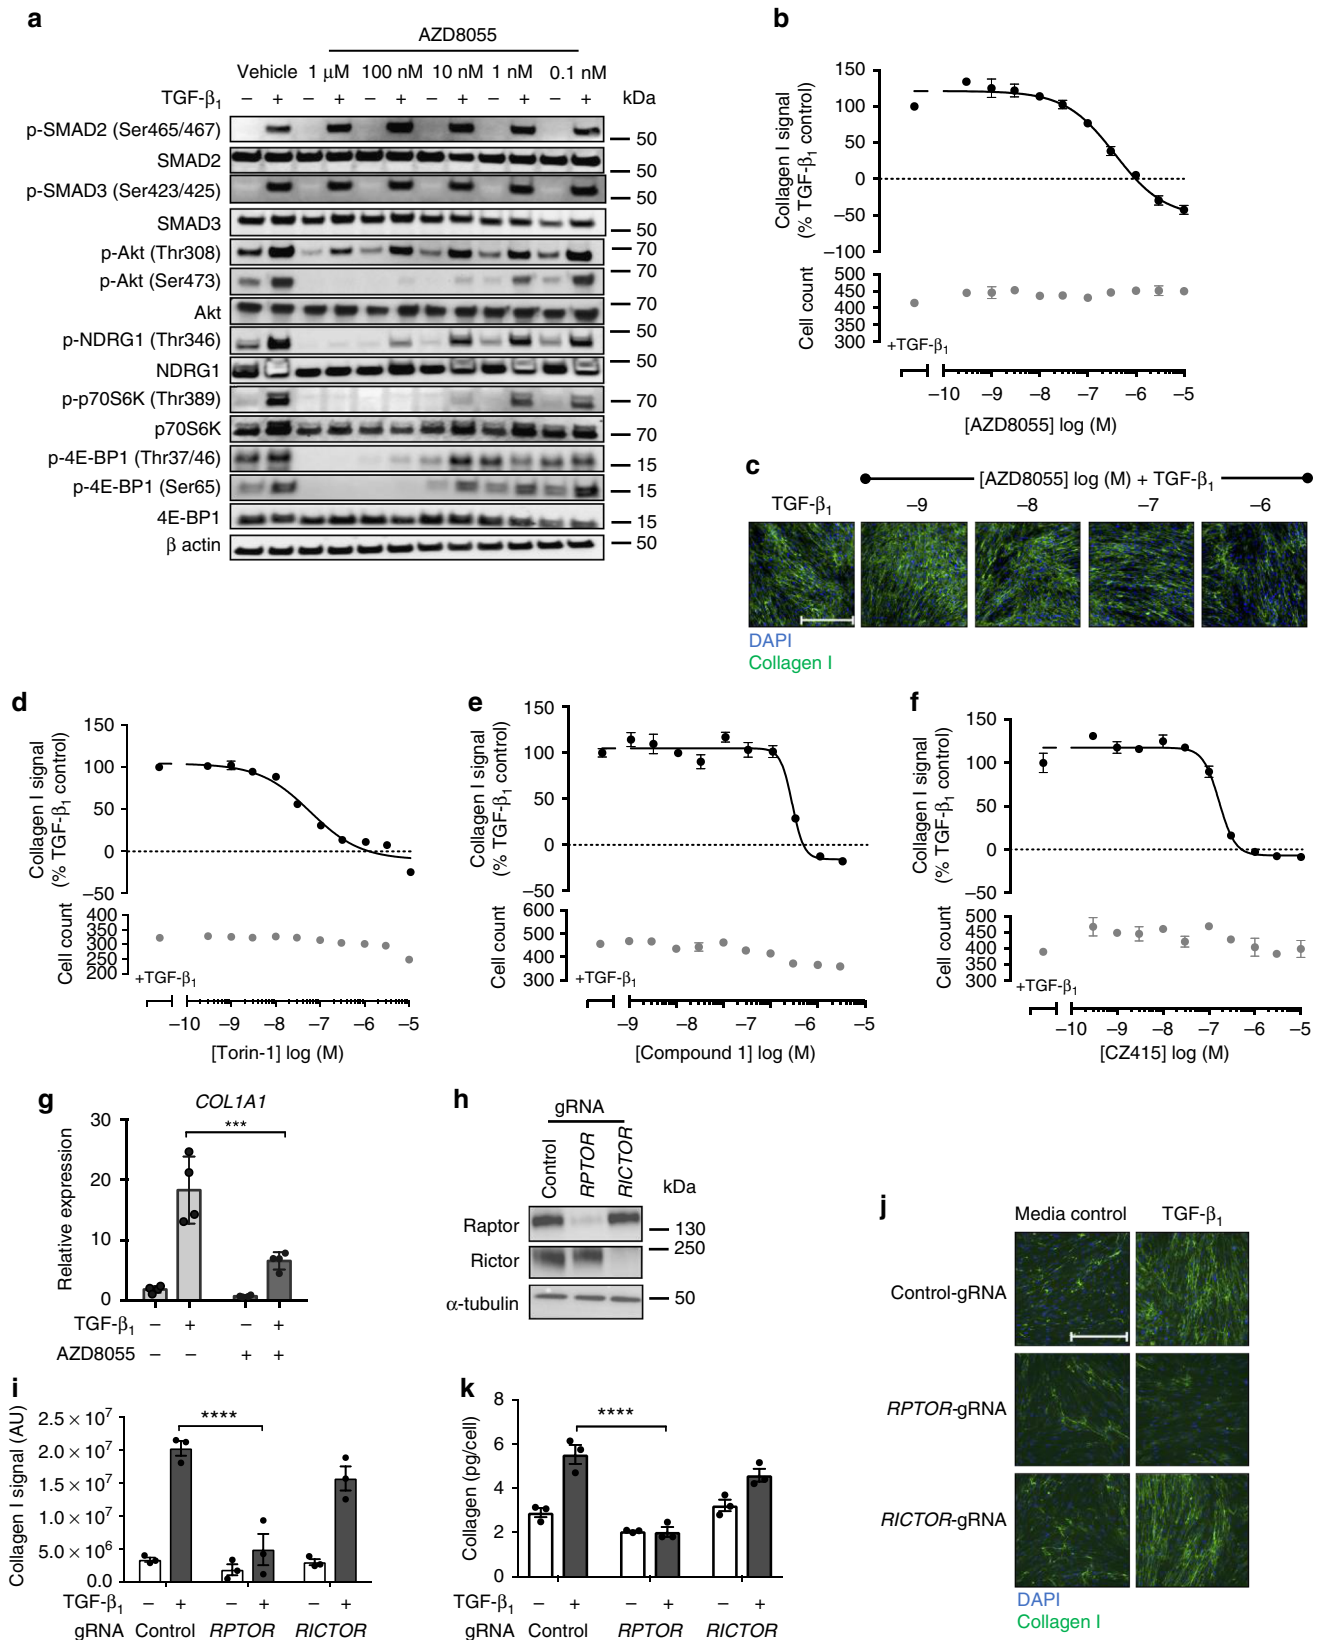 a
AZD8055
Vehicle 1 μM 100 nM 10 nM 1 nM 0.1 nM
TGF-β1 – + – + – + – + – + – + kDa
p-SMAD2 (Ser465/467) 50
SMAD2 50
p-SMAD3 (Ser423/425) 50
SMAD3 50
p-Akt (Thr308) 70
p-Akt (Ser473) 70
Akt 70
p-NDRG1 (Thr346) 50
NDRG1 50
p-p70S6K (Thr389) 70
p70S6K 70
p-4E-BP1 (Thr37/46) 15
p-4E-BP1 (Ser65) 15
4E-BP1 15
β actin 50
b
Collagen I signal
(% TGF-β1 control)
150
100
50
0
–50
–100
Cell count
500
450
400
350
300
+TGF-β1
–10 –9 –8 –7 –6 –5
[AZD8055] log (M)
c
[AZD8055] log (M) + TGF-β1
TGF-β1 –9 –8 –7 –6
DAPI
Collagen I
d
Collagen I signal
(% TGF-β1 control)
150
100
50
0
–50
Cell count
400
300
200
+TGF-β1
–10 –9 –8 –7 –6 –5
[Torin-1] log (M)
e
Collagen I signal
(% TGF-β1 control)
150
100
50
0
–50
Cell count
600
500
400
300
+TGF-β1
–9 –8 –7 –6 –5
[Compound 1] log (M)
f
Collagen I signal
(% TGF-β1 control)
150
100
50
0
–50
Cell count
500
450
400
350
300
+TGF-β1
–10 –9 –8 –7 –6 –5
[CZ415] log (M)
g
COL1A1
***
Relative expression
30
20
10
0
TGF-β1 – + – +
AZD8055 – – + +
h
gRNA
Control RPTOR RICTOR
kDa
Raptor 130
250
Rictor
α-tubulin 50
i
Collagen I signal (AU)
****
2.5 × 10⁷
2.0 × 10⁷
1.5 × 10⁷
1.0 × 10⁷
5.0 × 10⁶
0.0
TGF-β1 – + – + – +
gRNA Control RPTOR RICTOR
k
Collagen (pg/cell)
****
8
6
4
2
0
TGF-β1 – + – + – +
gRNA Control RPTOR RICTOR
j
Media control TGF-β1
Control-gRNA
RPTOR-gRNA
RICTOR-gRNA
DAPI
Collagen I